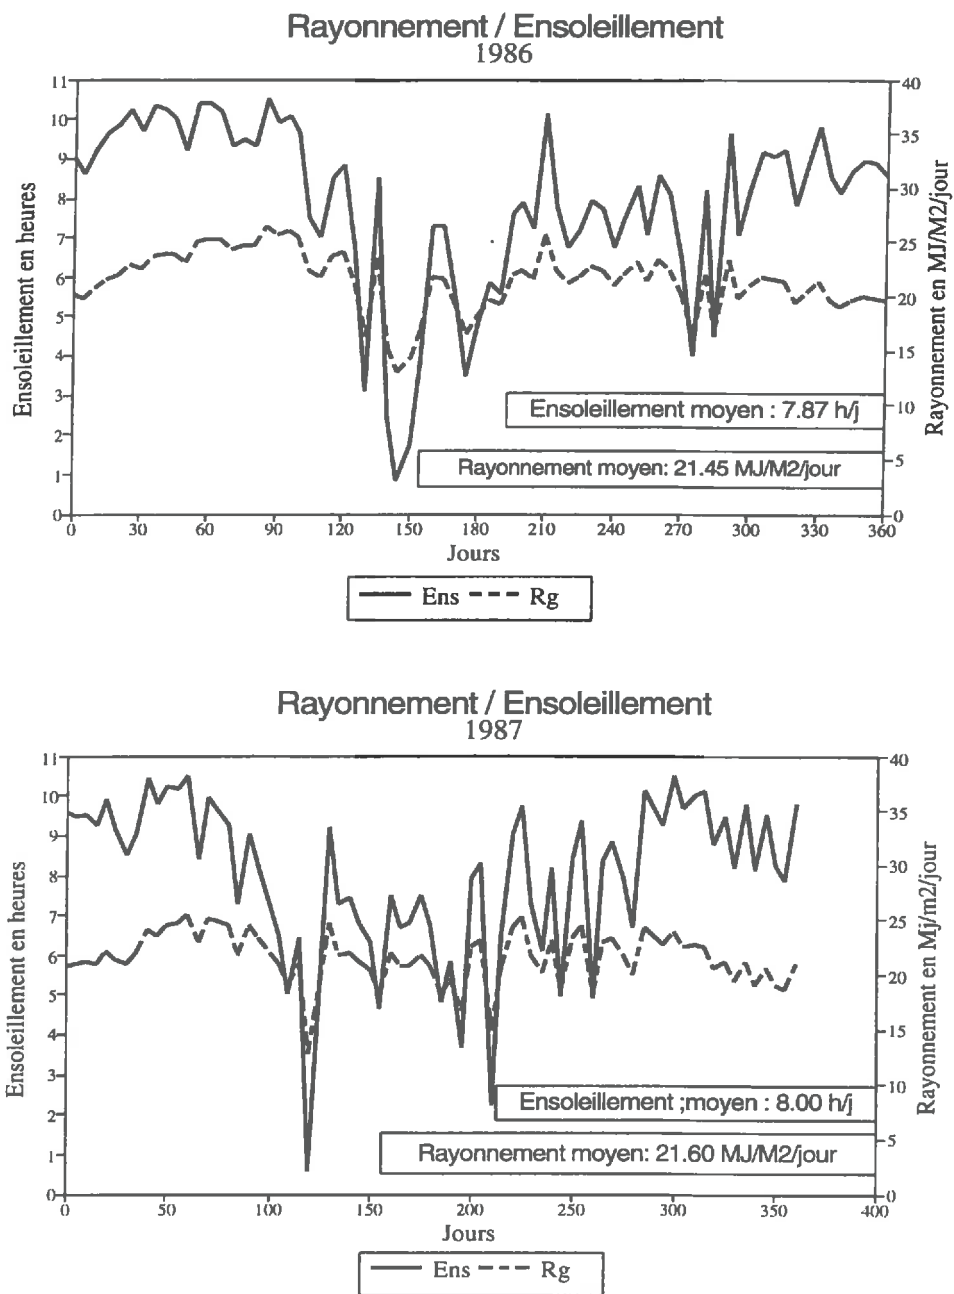 Rayonnement / Ensoleillement
1986
Ensoleillement en heures
11
10
9
8
7
6
5
4
3
2
1
0
40
35
30
25
20
15
10
5
0
Rayonnement en MJ/M2/jour
Ensoleillement moyen : 7.87 h/j
Rayonnement moyen: 21.45 MJ/M2/jour
0 30 60 90 120 150 180 210 240 270 300 330 360
Jours
Ens Rg
Rayonnement / Ensoleillement
1987
Ensoleillement en heures
11
10
9
8
7
6
5
4
3
2
1
0
40
35
30
25
20
15
10
5
0
Rayonnement en Mj/m2/jour
Ensoleillement ;moyen : 8.00 h/j
Rayonnement moyen: 21.60 MJ/M2/jour
0 50 100 150 200 250 300 350 400
Jours
Ens Rg